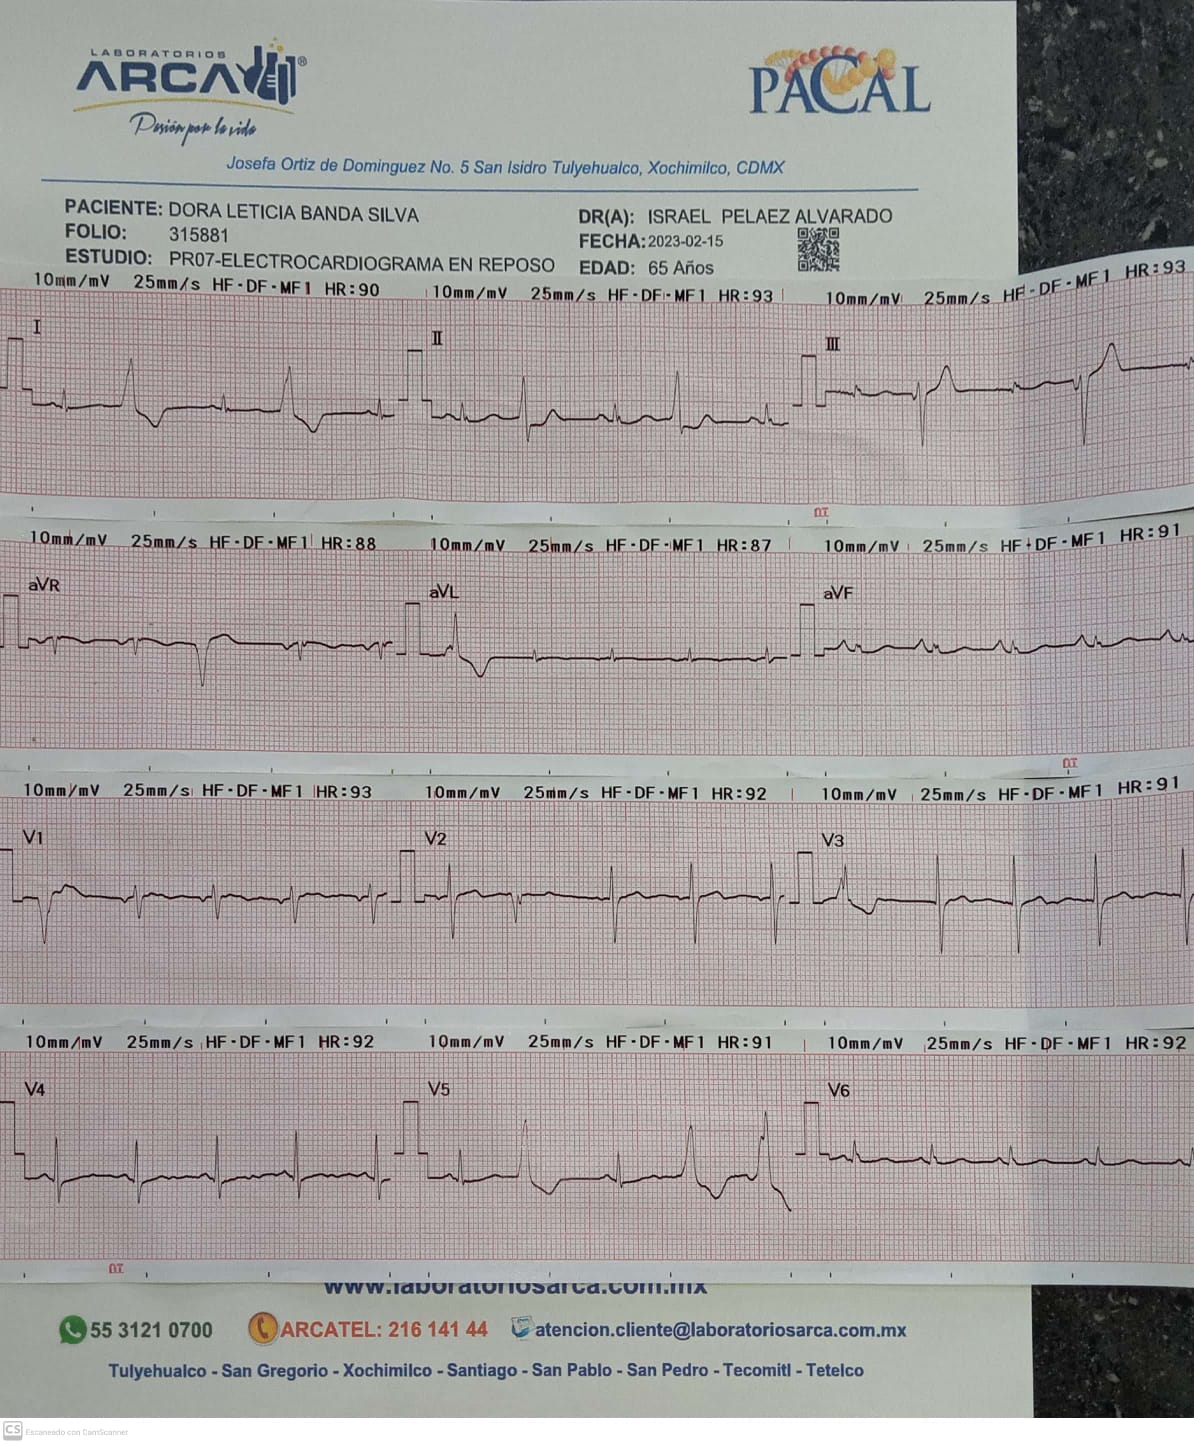 LABORATORIOS
ARCA ®
Pasión por la vida
PACAL
Josefa Ortiz de Dominguez No. 5 San Isidro Tulyehualco, Xochimilco, CDMX
PACIENTE: DORA LETICIA BANDA SILVA DR(A): ISRAEL PELAEZ ALVARADO
FOLIO: 315881 FECHA: 2023-02-15
ESTUDIO: PR07-ELECTROCARDIOGRAMA EN REPOSO EDAD: 65 Años
10mm/mV 25mm/s HF-DF-MF1 HR:90 10mm/mV 25mm/s HF-DF-MF1 HR:93 10mm/mV 25mm/s HF-DF-MF1 HR:93
I II III
10mm/mV 25mm/s HF-DF-MF1 HR:88 10mm/mV 25mm/s HF-DF-MF1 HR:87 10mm/mV 25mm/s HF-DF-MF1 HR:91
aVR aVL aVF
10mm/mV 25mm/s HF-DF-MF1 HR:93 10mm/mV 25mm/s HF-DF-MF1 HR:92 10mm/mV 25mm/s HF-DF-MF1 HR:91
V1 V2 V3
10mm/mV 25mm/s HF-DF-MF1 HR:92 10mm/mV 25mm/s HF-DF-MF1 HR:91 10mm/mV 25mm/s HF-DF-MF1 HR:92
V4 V5 V6
www.laboratoriosarca.com.mx
55 3121 0700 ARCATEL: 216 141 44 atencion.cliente@laboratoriosarca.com.mx
Tulyehualco - San Gregorio - Xochimilco - Santiago - San Pablo - San Pedro - Tecomitl - Tetelco
CS Escaneado con CamScanner